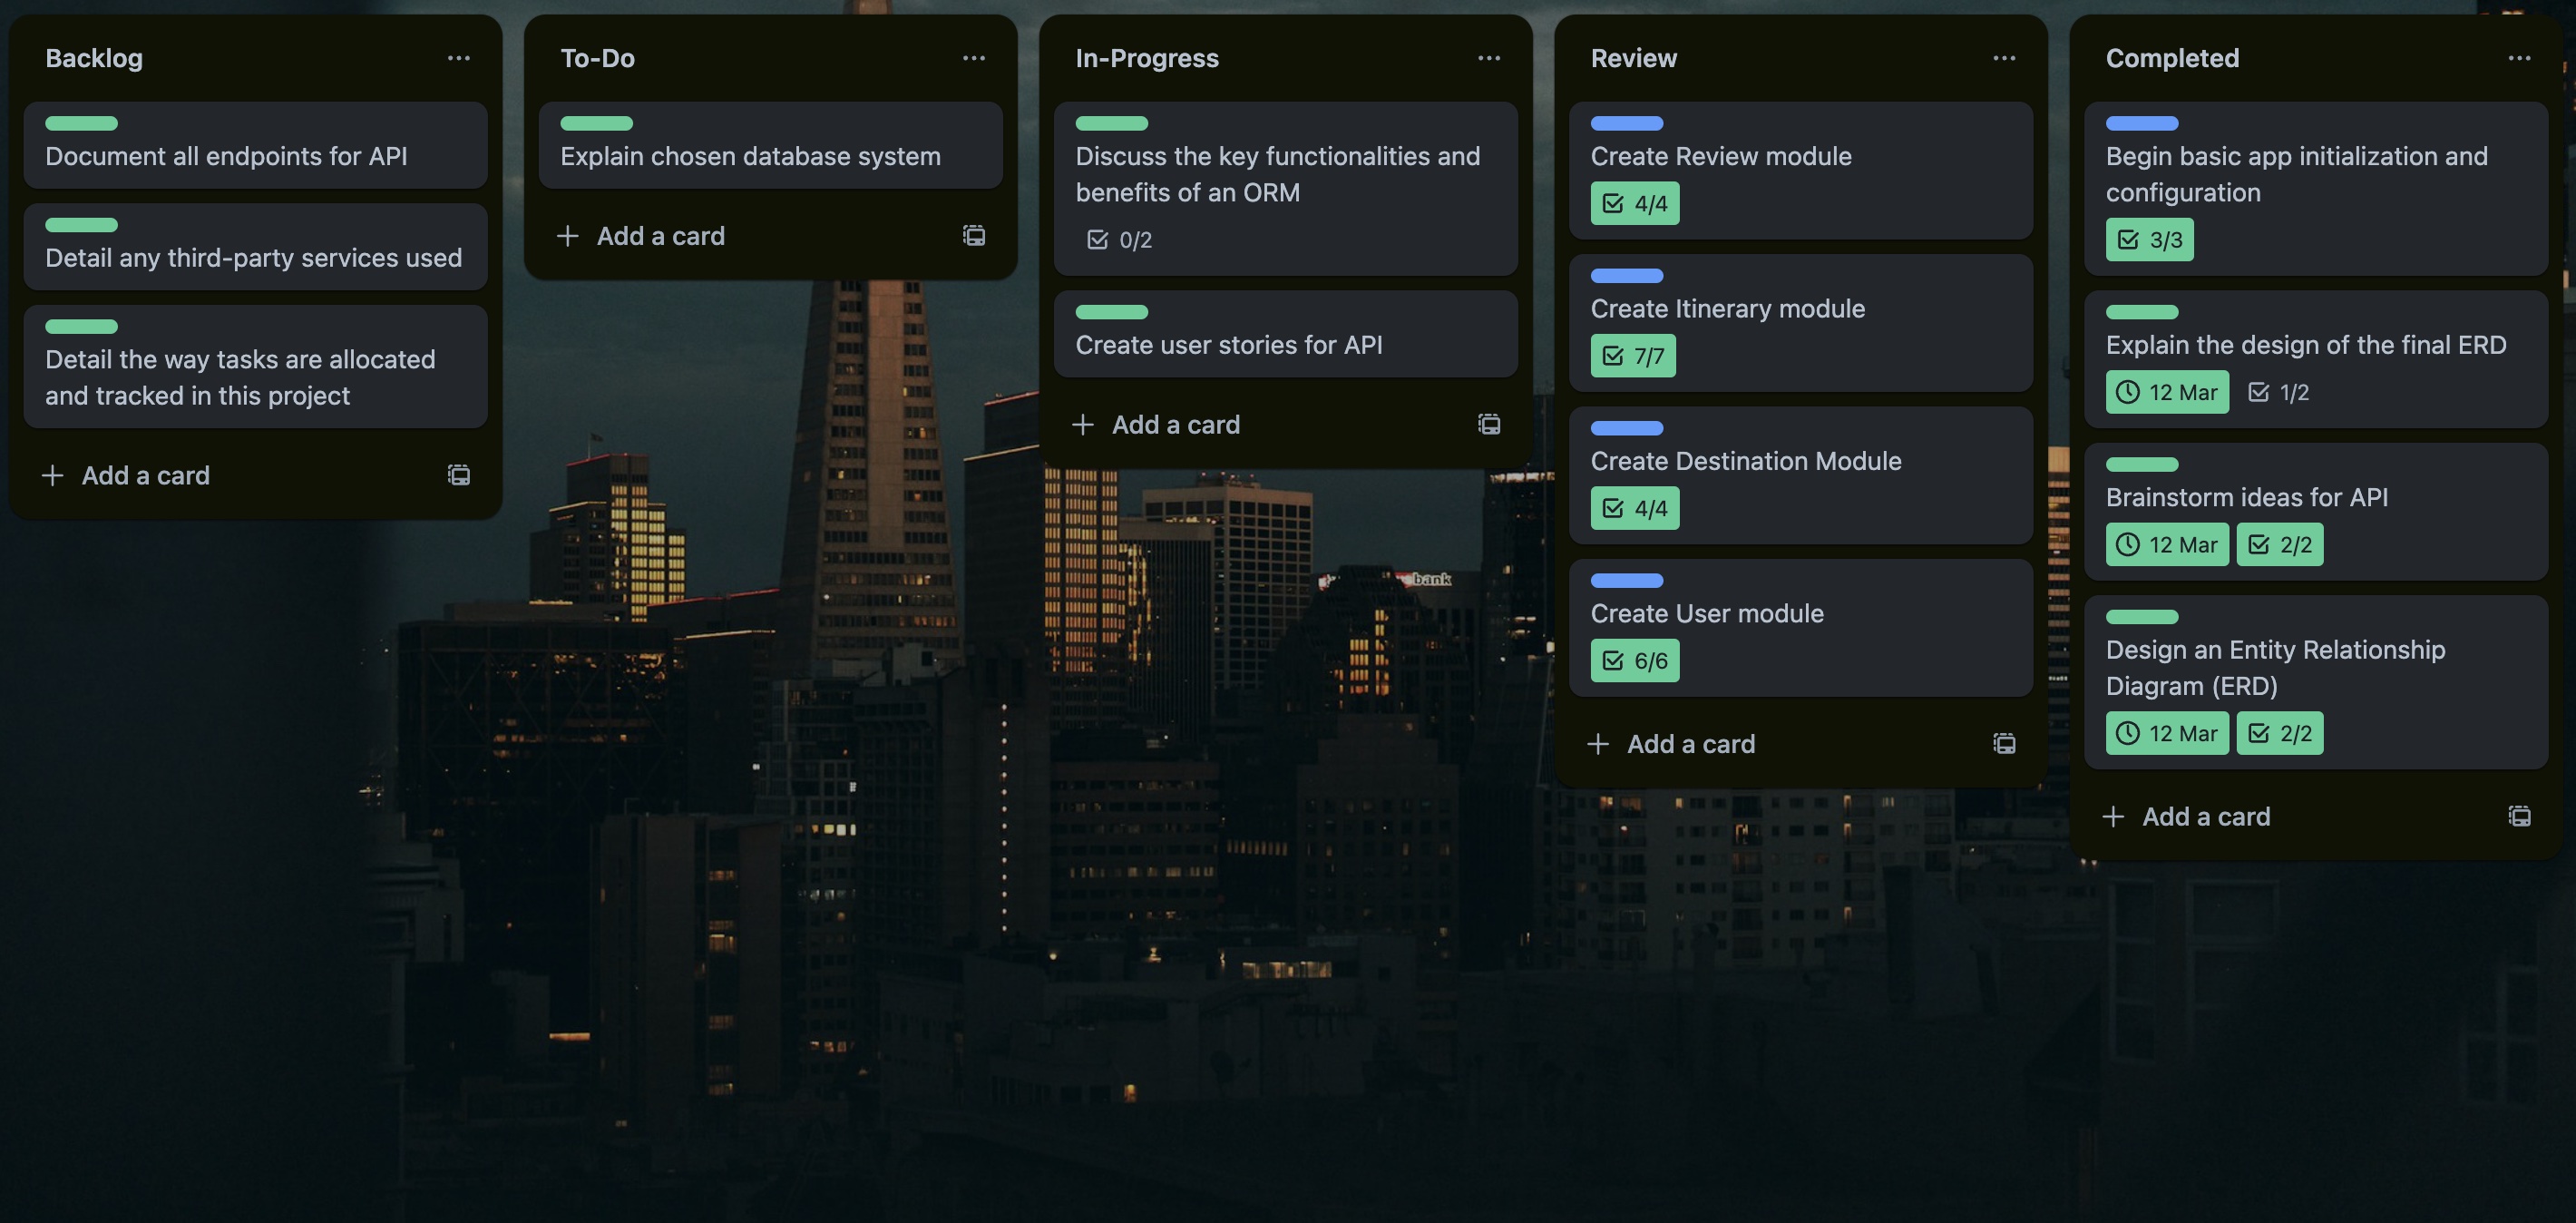 Backlog
Document all endpoints for API
Detail any third-party services used
Detail the way tasks are allocated
and tracked in this project
Add a card
To-Do
Explain chosen database system
Add a card
In-Progress
Discuss the key functionalities and
benefits of an ORM
0/2
Create user stories for API
Add a card
Review
Create Review module
4/4
Create Itinerary module
7/7
Create Destination Module
4/4
Create User module
6/6
Add a card
Completed
Begin basic app initialization and
configuration
3/3
Explain the design of the final ERD
12 Mar 1/2
Brainstorm ideas for API
12 Mar 2/2
Design an Entity Relationship
Diagram (ERD)
12 Mar 2/2
Add a card
bank